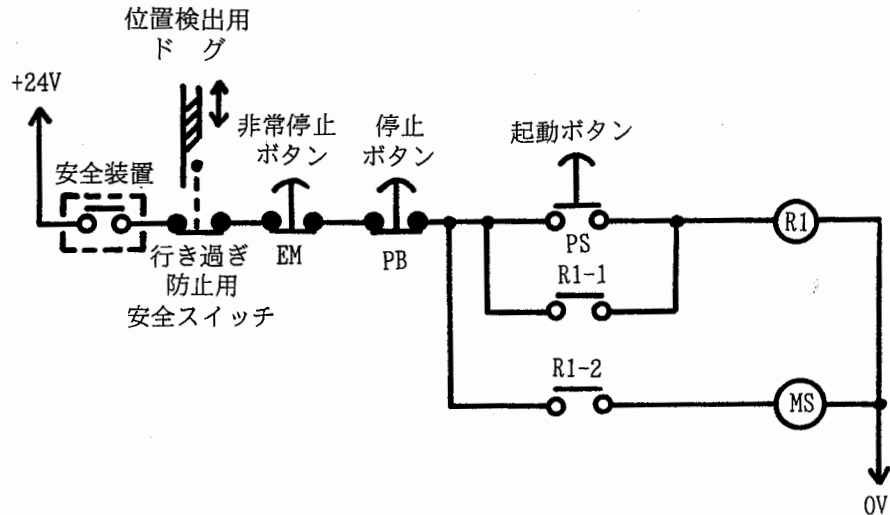 位置検出用
ド グ
+24V
非常停止
ボタン
停止
ボタン
起動ボタン
安全装置
行き過ぎ
防止用
安全スイッチ
EM
PB
PS
R1
R1-1
R1-2
MS
0V